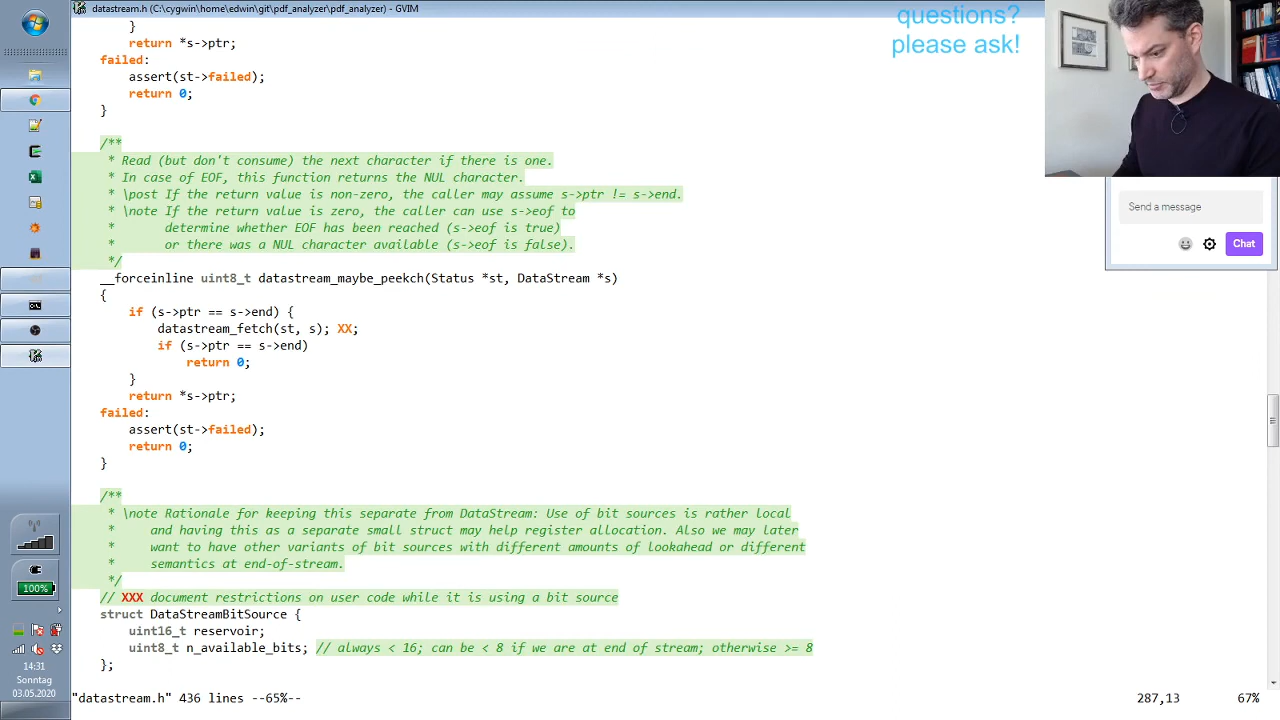 datastream.h (C:\cygwin\home\edwin\git\pdf_analyzer\pdf_analyzer) - GVIM
questions?
please ask!
}
return *s->ptr;
failed:
assert(st->failed);
return 0;
}
/**
* Read (but don't consume) the next character if there is one.
* In case of EOF, this function returns the NUL character.
* \post If the return value is non-zero, the caller may assume s->ptr != s->end.
* \note If the return value is zero, the caller can use s->eof to
* determine whether EOF has been reached (s->eof is true)
* or there was a NUL character available (s->eof is false).
*/
__forceinline uint8_t datastream_maybe_peekch(Status *st, DataStream *s)
{
if (s->ptr == s->end) {
datastream_fetch(st, s); XX;
if (s->ptr == s->end)
return 0;
}
return *s->ptr;
failed:
assert(st->failed);
return 0;
}
/**
* \note Rationale for keeping this separate from DataStream: Use of bit sources is rather local
* and having this as a separate small struct may help register allocation. Also we may later
* want to have other variants of bit sources with different amounts of lookahead or different
* semantics at end-of-stream.
*/
// XXX document restrictions on user code while it is using a bit source
struct DataStreamBitSource {
uint16_t reservoir;
uint8_t n_available_bits; // always < 16; can be < 8 if we are at end of stream; otherwise >= 8
};
"datastream.h" 436 lines --65%--
287,13
67%
Send a message
Chat
100%
14:31
Sonntag
03.05.2020